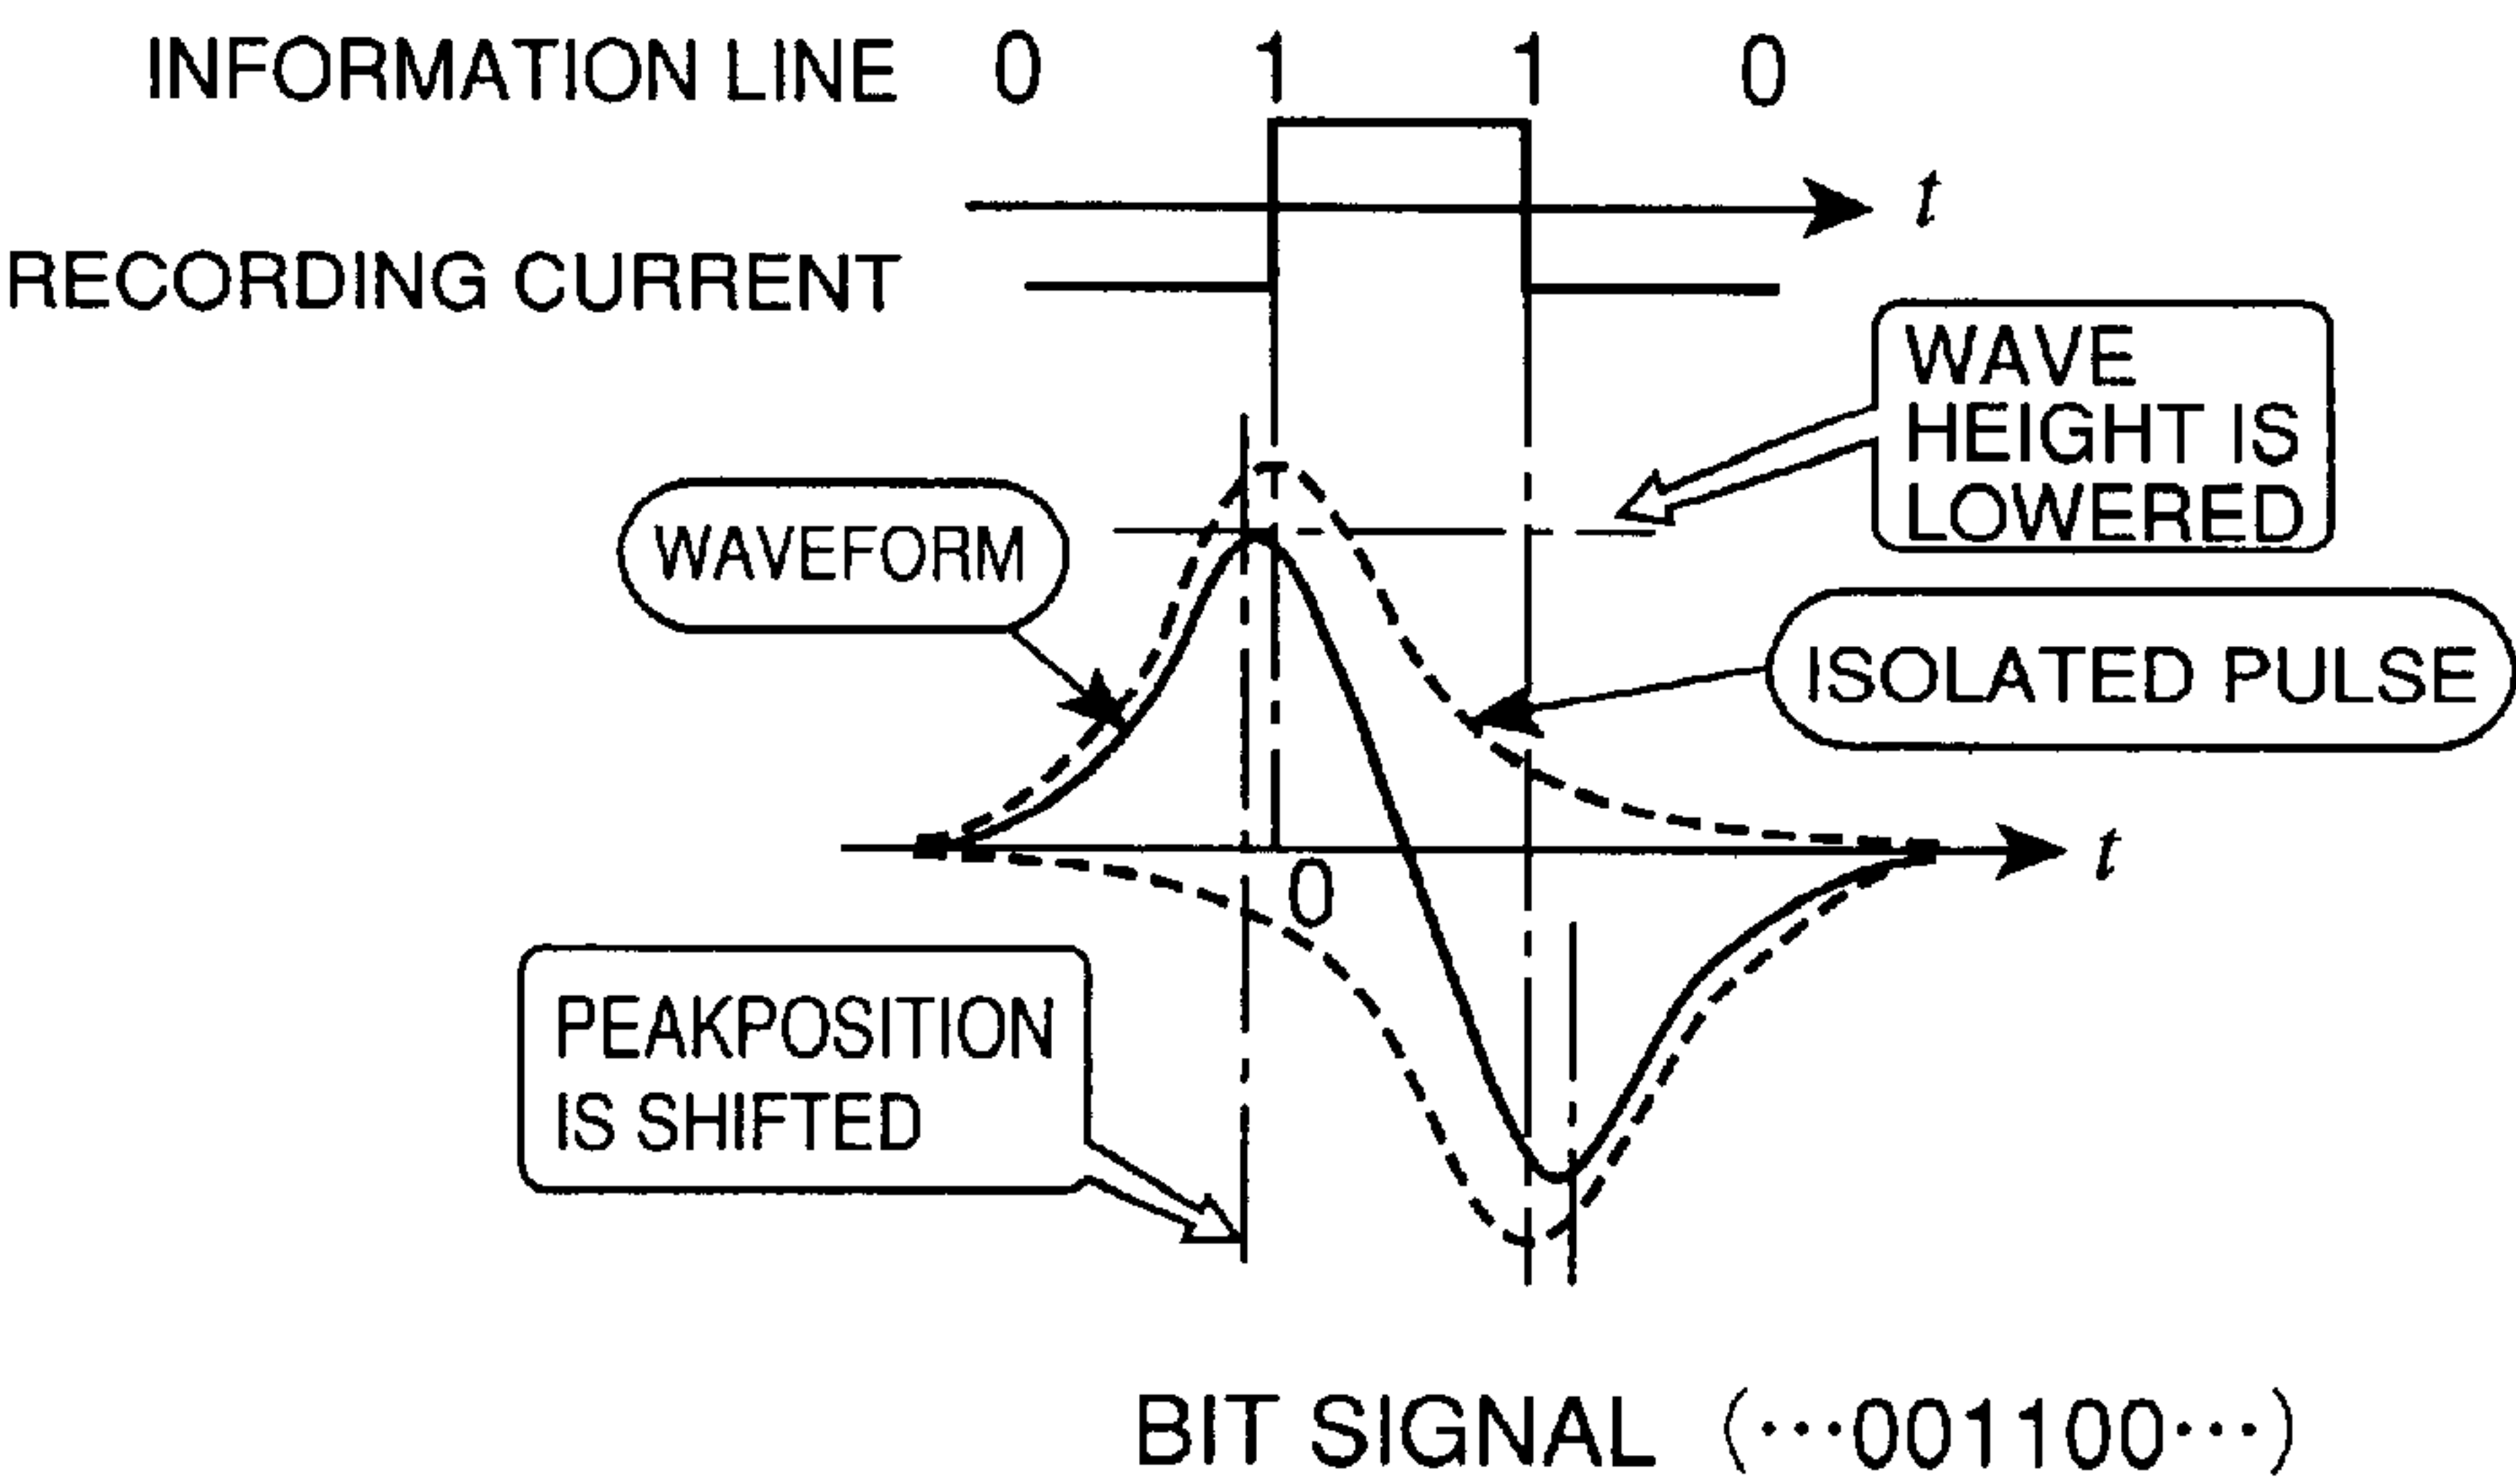 INFORMATION LINE 0 1 1 0
t
RECORDING CURRENT
WAVE
HEIGHT IS
LOWERED
WAVEFORM
ISOLATED PULSE
t
0
PEAKPOSITION
IS SHIFTED
BIT SIGNAL (···001100···)